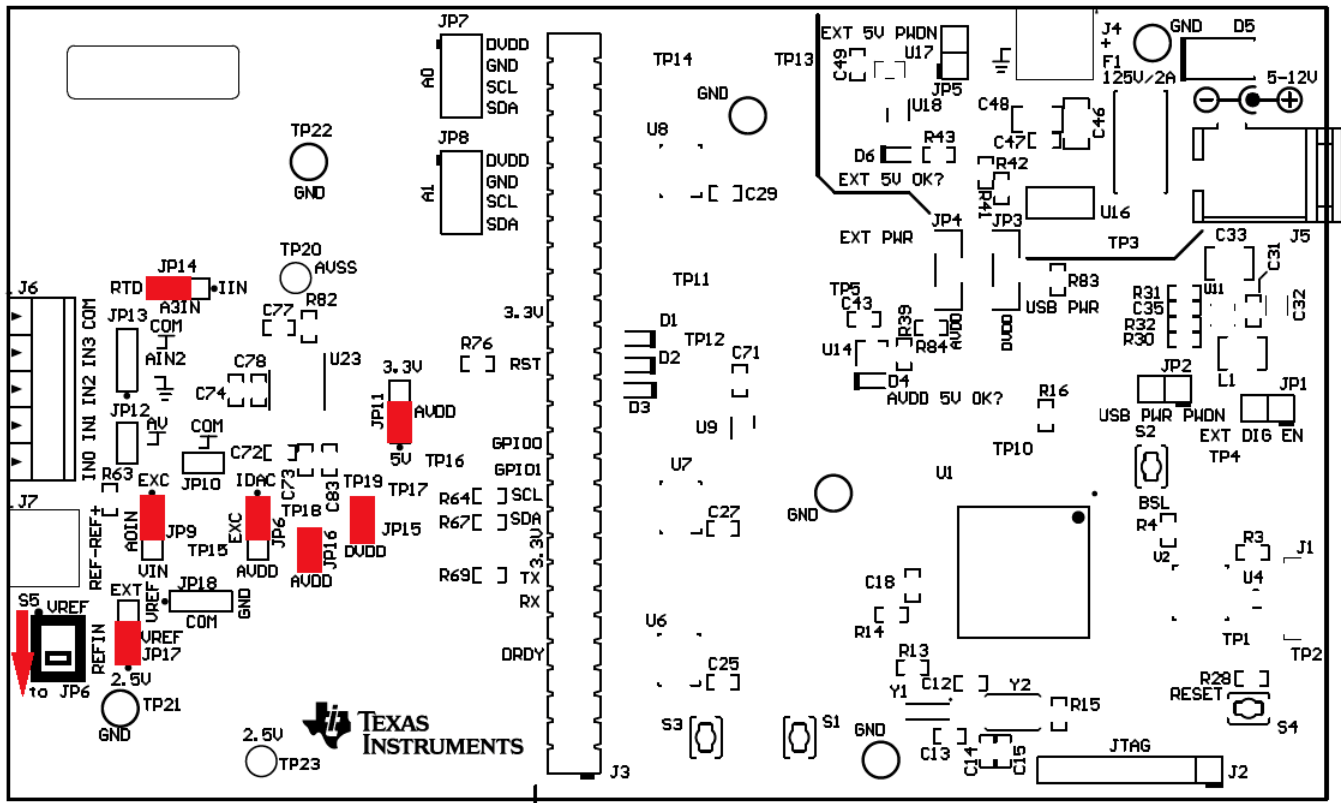 JP7
DVDD
GND
SCL
SDA
A0
JP8
DVDD
GND
SCL
SDA
A1
TP22
GND
TP20
AVSS
JP14
RTD
IIN
A3IN
J6
JP13
COM
AIN2
IN0 IN1 IN2 IN3 COM
JP12
AV
COM
JP10
R63
C77
R82
C78
C74
U23
C72
C73
C83
3.3V
JP11
AVDD
5V
R76
3.3V
RST
GPIO0
TP16
GPIO1
TP17
R64
SCL
R67
SDA
3.3V
R69
TX
RX
DRDY
J7
REF-REF+
EXC
A0IN
JP9
VIN
TP15
IDAC
EXC
JP6
AVDD
TP18
JP16
AVDD
TP19
JP15
DVDD
EXT
VREF
JP18
COM
GND
S5
VREF
REFIN
VREF
JP17
2.5V
to JP6
TP21
GND
2.5V
TP23
TEXAS
INSTRUMENTS
J3
TP14
TP13
GND
U8
C29
TP11
D1
D2
D3
TP12
C71
U9
U7
C27
GND
U6
C25
S3
S1
GND
EXT 5V PWDN
C49
U17
JP5
U18
D6
R43
EXT 5V OK?
J4
+
F1
125V/2A
GND
D5
5-12V
C48
C46
C47
R42
R41
U16
TP3
J5
EXT PWR
JP4
JP3
AVDD
DVDD
USB PWR
R83
TP5
C43
R39
R84
U14
D4
AVDD 5V OK?
C33
C31
C32
U11
R31
C35
R32
R30
L1
JP2
USB PWR PWDN
JP1
EXT DIG EN
TP4
R16
TP10
S2
BSL
U1
R4
U2
R3
J1
U4
TP1
TP2
C18
R14
R13
Y1
C12
Y2
R15
C13
C14
C15
R28
RESET
S4
JTAG
J2